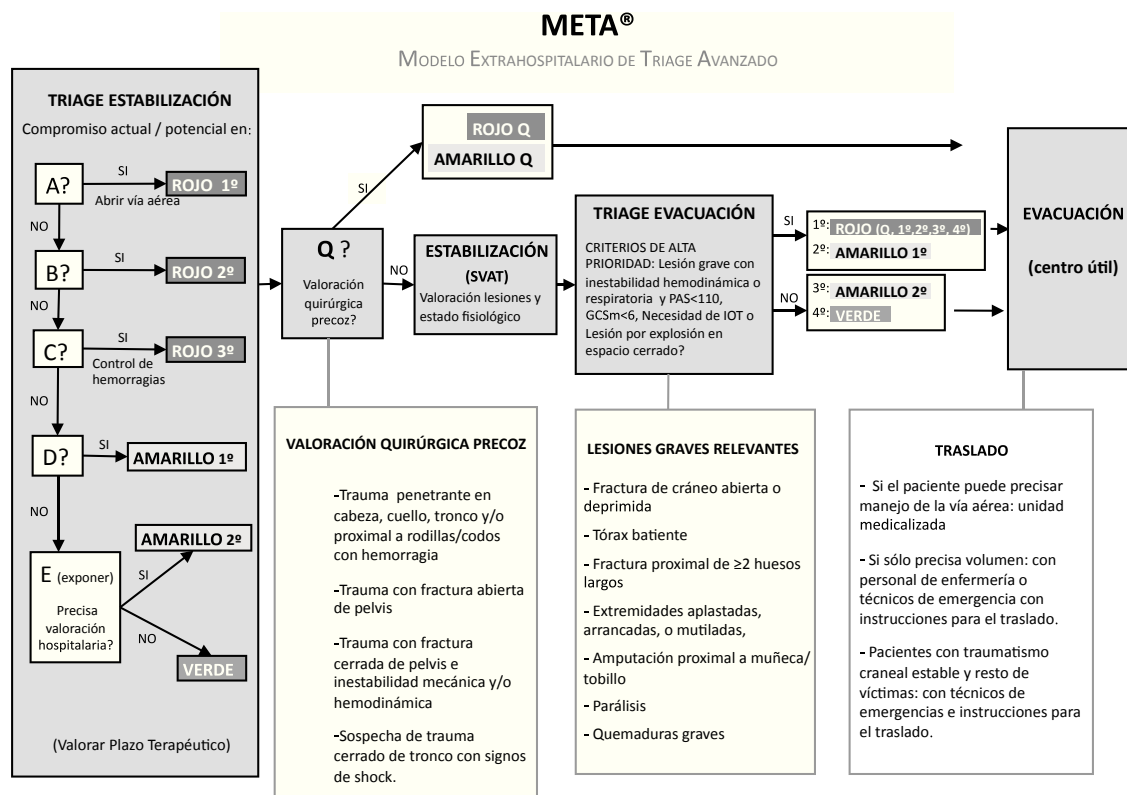 META®
MODELO EXTRAHOSPITALARIO DE TRIAGE AVANZADO
TRIAGE ESTABILIZACIÓN
Compromiso actual / potencial en:
A?
SI
Abrir vía aérea
ROJO 1º
NO
B?
SI
ROJO 2º
NO
C?
SI
Control de
hemorragias
ROJO 3º
NO
D?
SI
AMARILLO 1º
NO
AMARILLO 2º
E (exponer)
Precisa
valoración
hospitalaria?
SI
NO
VERDE
(Valorar Plazo Terapéutico)
Q ?
Valoración
quirúrgica
precoz?
SI
ROJO Q
AMARILLO Q
NO
ESTABILIZACIÓN
(SVAT)
Valoración lesiones y
estado fisiológico
TRIAGE EVACUACIÓN
CRITERIOS DE ALTA
PRIORIDAD: Lesión grave con
inestabilidad hemodinámica o
respiratoria y PAS<110,
GCSm<6, Necesidad de IOT o
Lesión por explosión en
espacio cerrado?
SI
1º: ROJO (Q, 1º,2º,3º, 4º)
2º: AMARILLO 1º
NO
3º: AMARILLO 2º
4º: VERDE
EVACUACIÓN
(centro útil)
VALORACIÓN QUIRÚRGICA PRECOZ
-Trauma penetrante en
cabeza, cuello, tronco y/o
proximal a rodillas/codos
con hemorragia
-Trauma con fractura abierta
de pelvis
-Trauma con fractura
cerrada de pelvis e
inestabilidad mecánica y/o
hemodinámica
-Sospecha de trauma
cerrado de tronco con signos
de shock.
LESIONES GRAVES RELEVANTES
- Fractura de cráneo abierta o
deprimida
- Tórax batiente
- Fractura proximal de ≥2 huesos
largos
- Extremidades aplastadas,
arrancadas, o mutiladas,
- Amputación proximal a muñeca/
tobillo
- Parálisis
- Quemaduras graves
TRASLADO
- Si el paciente puede precisar
manejo de la vía aérea: unidad
medicalizada
- Si sólo precisa volumen: con
personal de enfermería o
técnicos de emergencia con
instrucciones para el traslado.
- Pacientes con traumatismo
craneal estable y resto de
víctimas: con técnicos de
emergencias e instrucciones para
el traslado.